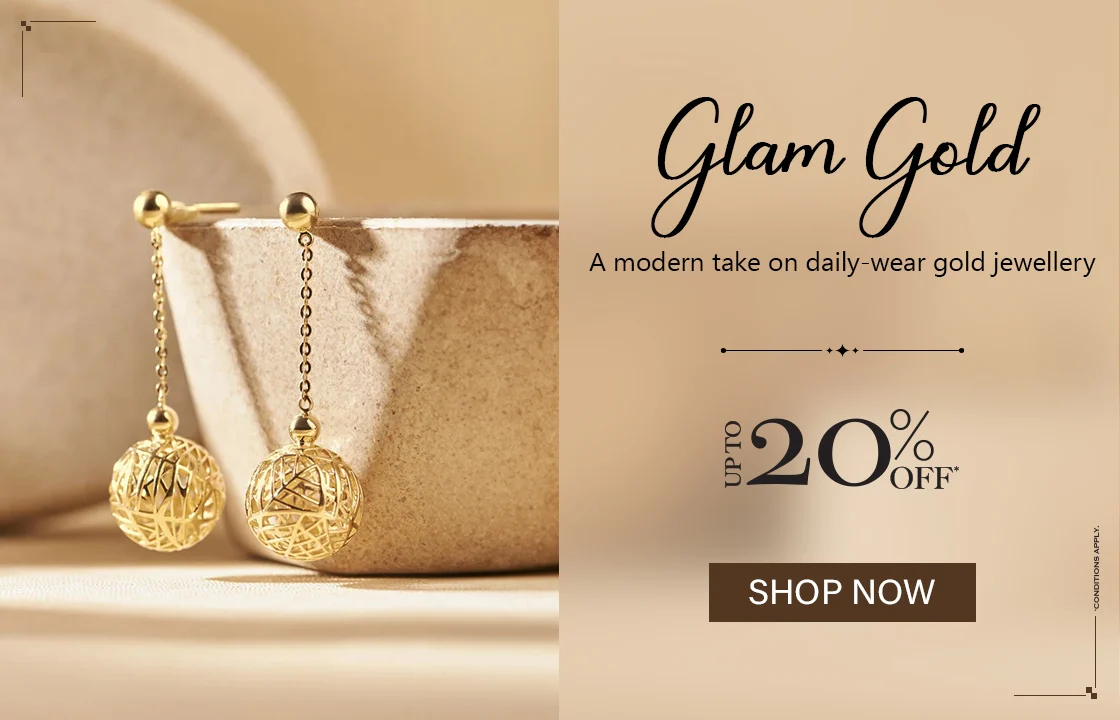 Glam Gold
A modern take on daily-wear gold jewellery
UP TO 20% OFF*
SHOP NOW
*CONDITIONS APPLY.